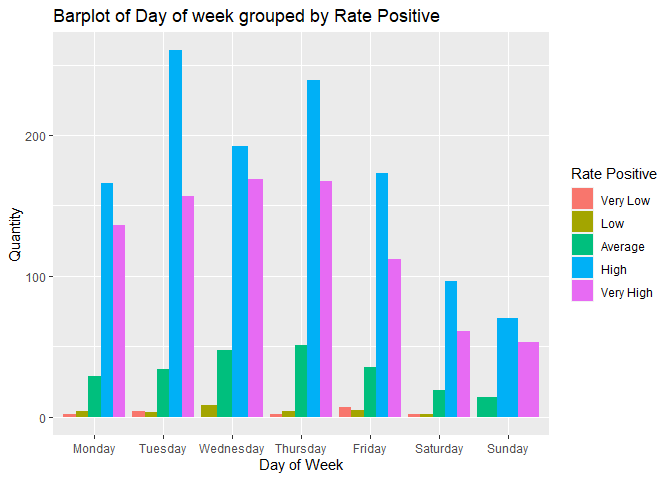 Barplot of Day of week grouped by Rate Positive
200
100
0
Quantity
Monday Tuesday Wednesday Thursday Friday Saturday Sunday
Day of Week
Rate Positive
Very Low
Low
Average
High
Very High